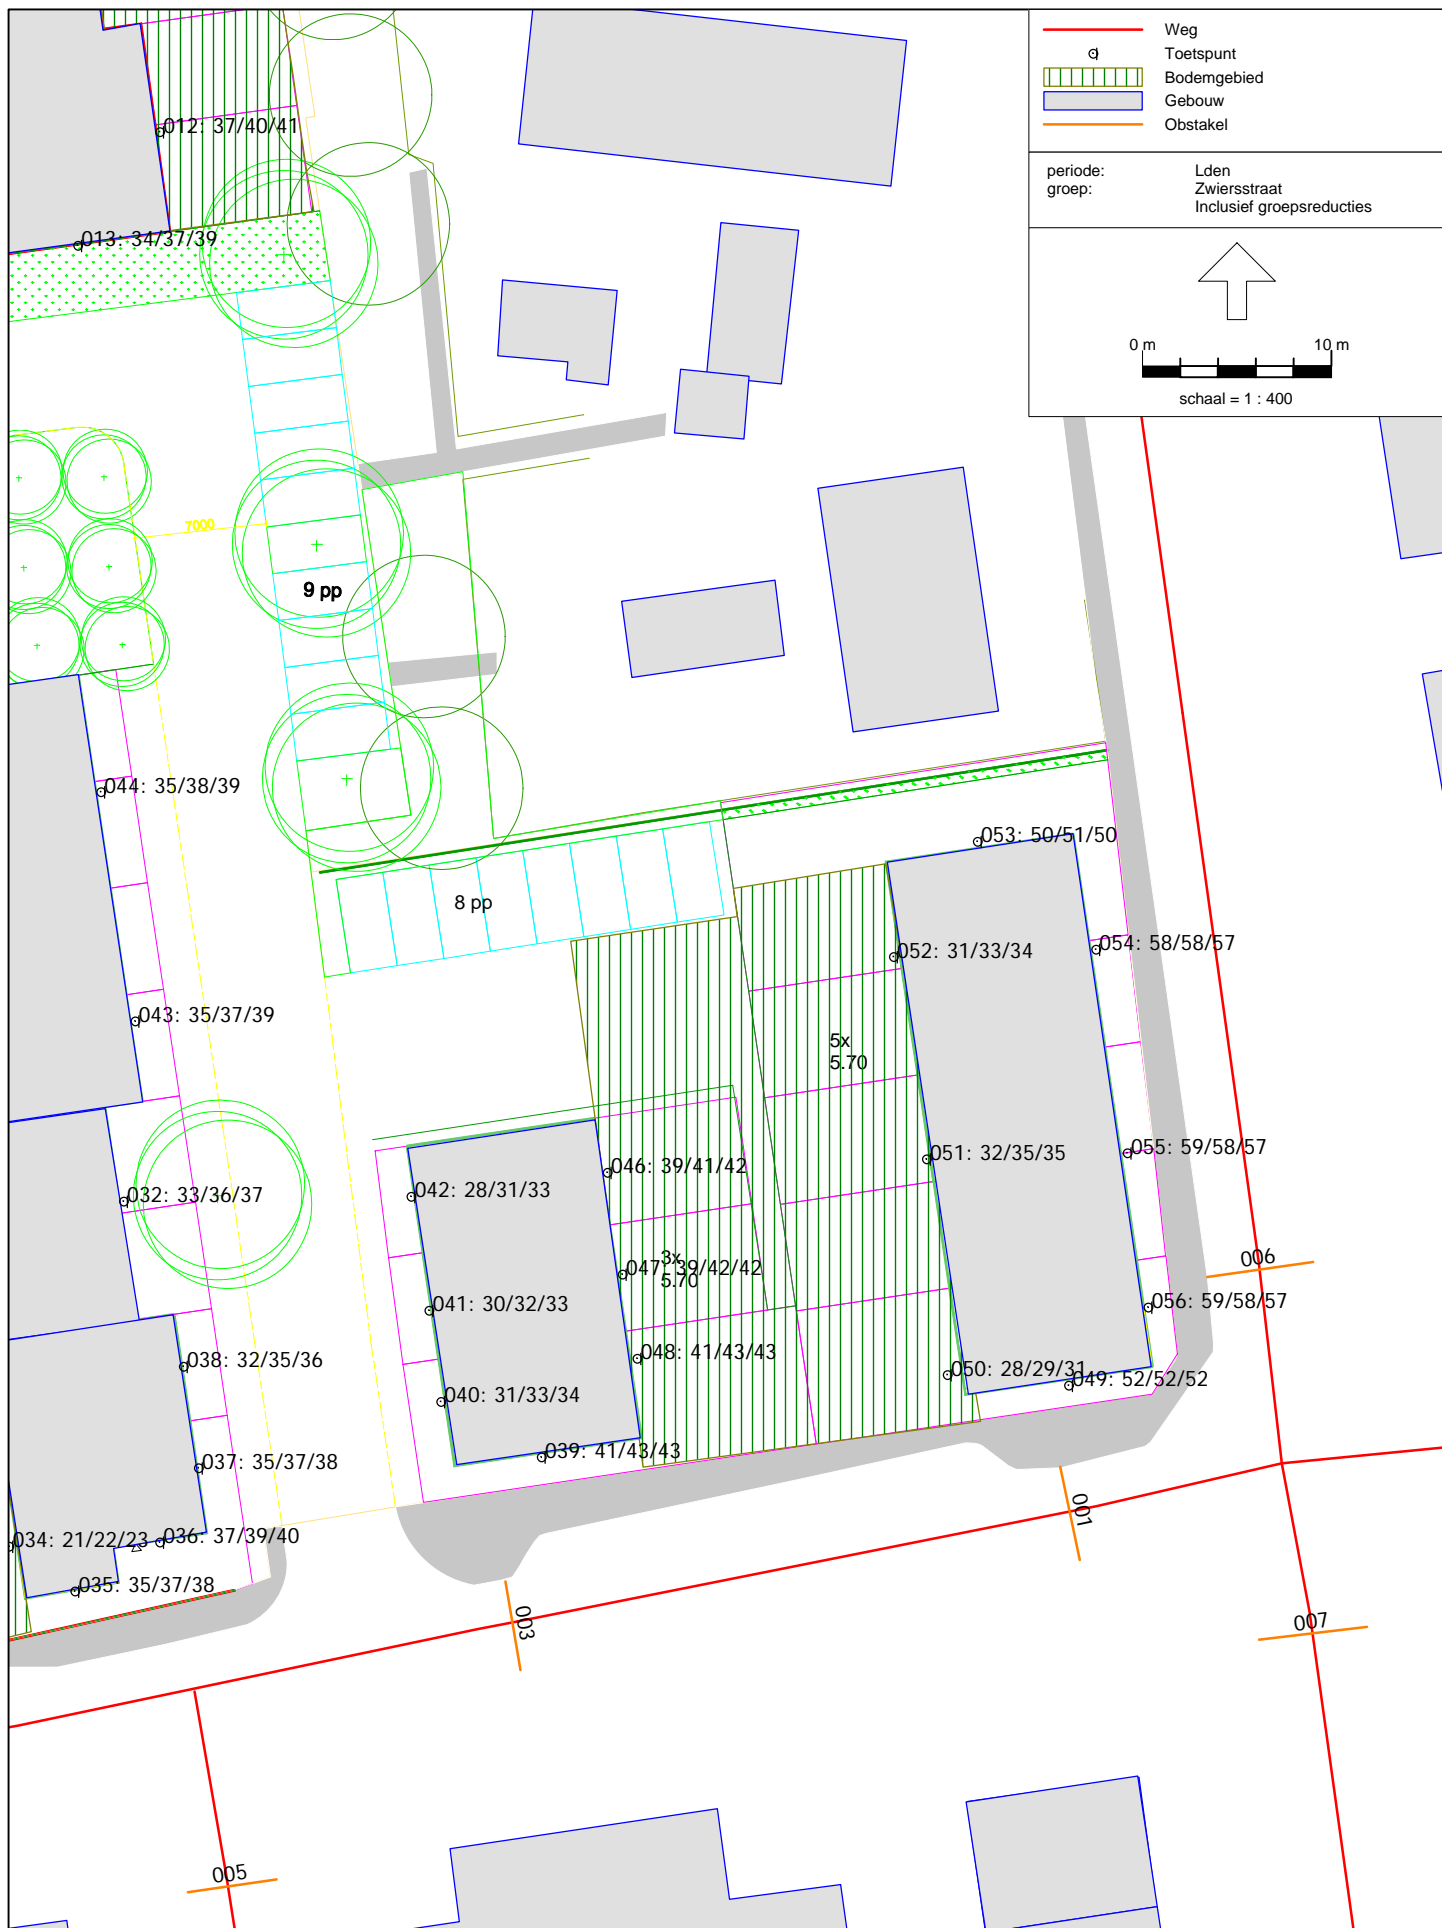 Weg
Toetspunt
Bodemgebied
Gebouw
Obstakel
periode: Lden
groep: Zwiersstraat
Inclusief groepsreducties
0 m 10 m
schaal = 1 : 400
012: 37/40/41
013: 34/37/39
7000
9 pp
044: 35/38/39
053: 50/51/50
8 pp
052: 31/33/34
054: 58/58/57
043: 35/37/39
5x
5.70
051: 32/35/35
055: 59/58/57
046: 39/41/42
042: 28/31/33
032: 33/36/37
006
3x
047: 39/42/42
5.70
041: 30/32/33
056: 59/58/57
038: 32/35/36
048: 41/43/43
050: 28/29/31
049: 52/52/52
040: 31/33/34
039: 41/43/43
037: 35/37/38
001
034: 21/22/23
036: 37/39/40
035: 35/37/38
003
007
005